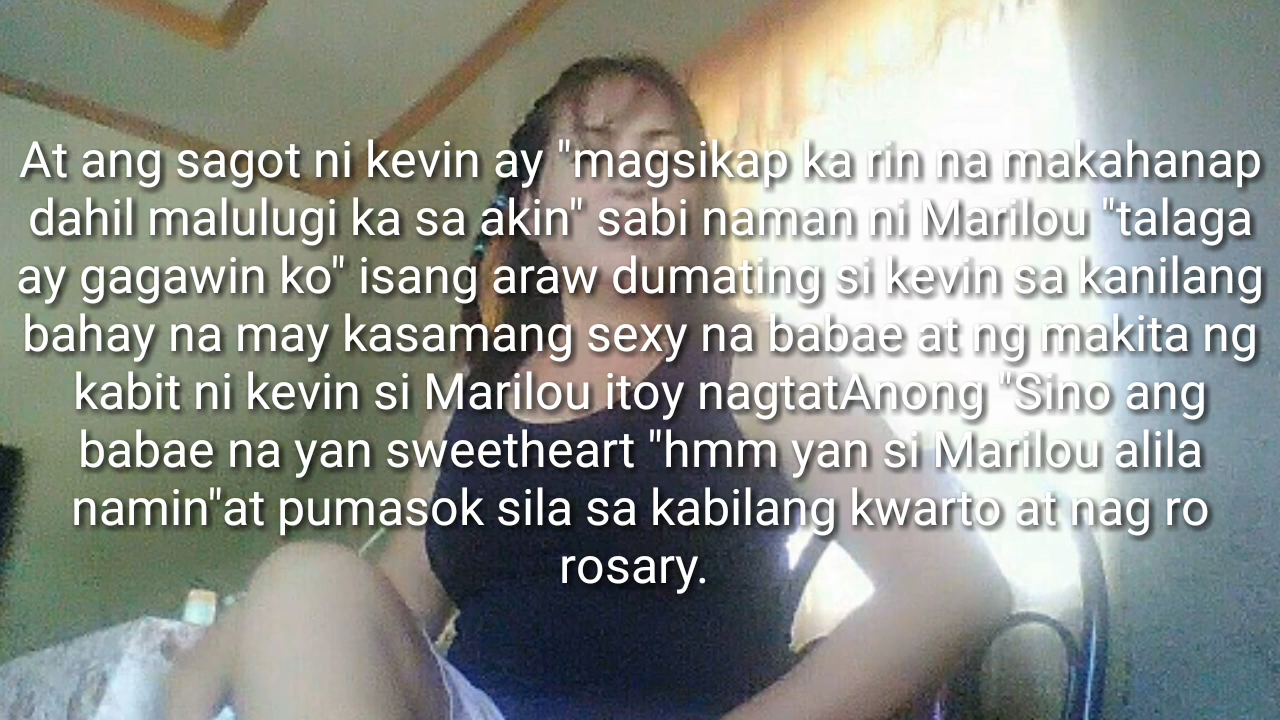 At ang sagot ni kevin ay "magsikap ka rin na makahanap
dahil malulugi ka sa akin" sabi naman ni Marilou "talaga
ay gagawin ko" isang araw dumating si kevin sa kanilang
bahay na may kasamang sexy na babae at ng makita ng
kabit ni kevin si Marilou itoy nagtatAnong "Sino ang
babae na yan sweetheart "hmm yan si Marilou alila
namin"at pumasok sila sa kabilang kwarto at nag ro
rosary.